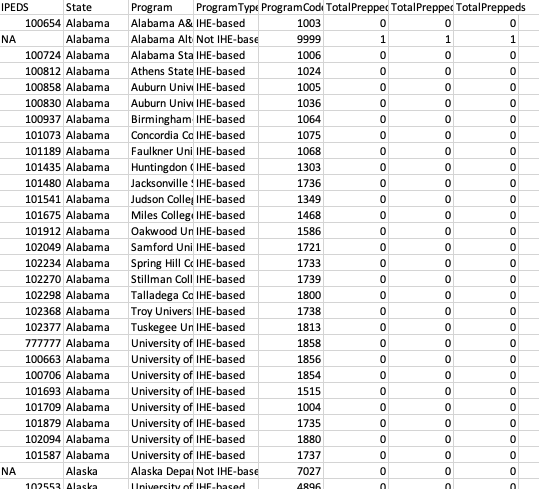 IPEDS State Program ProgramType ProgramCode TotalPrepped TotalPrepped TotalPreppeds
100654 Alabama Alabama A& IHE-based 1003 0 0 0
NA Alabama Alabama Alt Not IHE-base 9999 1 1 1
100724 Alabama Alabama Sta IHE-based 1006 0 0 0
100812 Alabama Athens State IHE-based 1024 0 0 0
100858 Alabama Auburn Unive IHE-based 1005 0 0 0
100830 Alabama Auburn Unive IHE-based 1036 0 0 0
100937 Alabama Birmingham- IHE-based 1064 0 0 0
101073 Alabama Concordia Co IHE-based 1075 0 0 0
101189 Alabama Faulkner Uni IHE-based 1068 0 0 0
101435 Alabama Huntingdon C IHE-based 1303 0 0 0
101480 Alabama Jacksonville S IHE-based 1736 0 0 0
101541 Alabama Judson Colleg IHE-based 1349 0 0 0
101675 Alabama Miles College IHE-based 1468 0 0 0
101912 Alabama Oakwood Un IHE-based 1586 0 0 0
102049 Alabama Samford Uni IHE-based 1721 0 0 0
102234 Alabama Spring Hill Co IHE-based 1733 0 0 0
102270 Alabama Stillman Coll IHE-based 1739 0 0 0
102298 Alabama Talladega Co IHE-based 1800 0 0 0
102368 Alabama Troy Univers IHE-based 1738 0 0 0
102377 Alabama Tuskegee Un IHE-based 1813 0 0 0
777777 Alabama University of IHE-based 1858 0 0 0
100663 Alabama University of IHE-based 1856 0 0 0
100706 Alabama University of IHE-based 1854 0 0 0
101693 Alabama University of IHE-based 1515 0 0 0
101709 Alabama University of IHE-based 1004 0 0 0
101879 Alabama University of IHE-based 1735 0 0 0
102094 Alabama University of IHE-based 1880 0 0 0
101587 Alabama University of IHE-based 1737 0 0 0
NA Alaska Alaska Depar Not IHE-base 7027 0 0 0
102553 Alaska University of IHE-based 4896 0 0 0